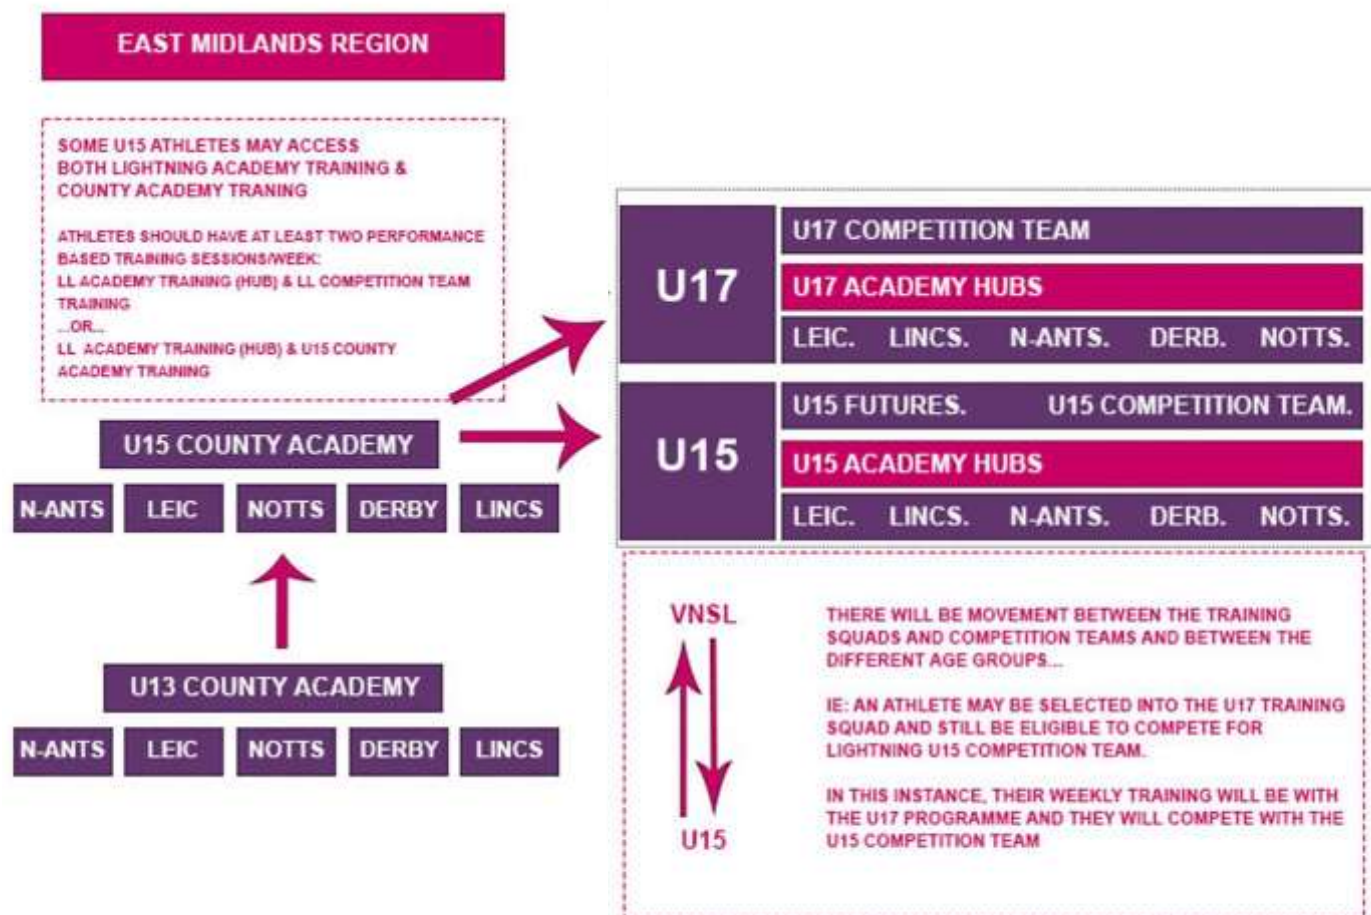 EAST MIDLANDS REGION
SOME U15 ATHLETES MAY ACCESS
BOTH LIGHTNING ACADEMY TRAINING &
COUNTY ACADEMY TRANING
ATHLETES SHOULD HAVE AT LEAST TWO PERFORMANCE
BASED TRAINING SESSIONS/WEEK:
LL ACADEMY TRAINING (HUB) & LL COMPETITION TEAM
TRAINING
...OR...
LL ACADEMY TRAINING (HUB) & U15 COUNTY
ACADEMY TRAINING
U15 COUNTY ACADEMY
N-ANTS LEIC NOTTS DERBY LINCS
U13 COUNTY ACADEMY
N-ANTS LEIC NOTTS DERBY LINCS
U17
U17 COMPETITION TEAM
U17 ACADEMY HUBS
LEIC. LINCS. N-ANTS. DERB. NOTTS.
U15
U15 FUTURES. U15 COMPETITION TEAM.
U15 ACADEMY HUBS
LEIC. LINCS. N-ANTS. DERB. NOTTS.
VNSL
U15
THERE WILL BE MOVEMENT BETWEEN THE TRAINING
SQUADS AND COMPETITION TEAMS AND BETWEEN THE
DIFFERENT AGE GROUPS...
IE: AN ATHLETE MAY BE SELECTED INTO THE U17 TRAINING
SQUAD AND STILL BE ELIGIBLE TO COMPETE FOR
LIGHTNING U15 COMPETITION TEAM.
IN THIS INSTANCE, THEIR WEEKLY TRAINING WILL BE WITH
THE U17 PROGRAMME AND THEY WILL COMPETE WITH THE
U15 COMPETITION TEAM